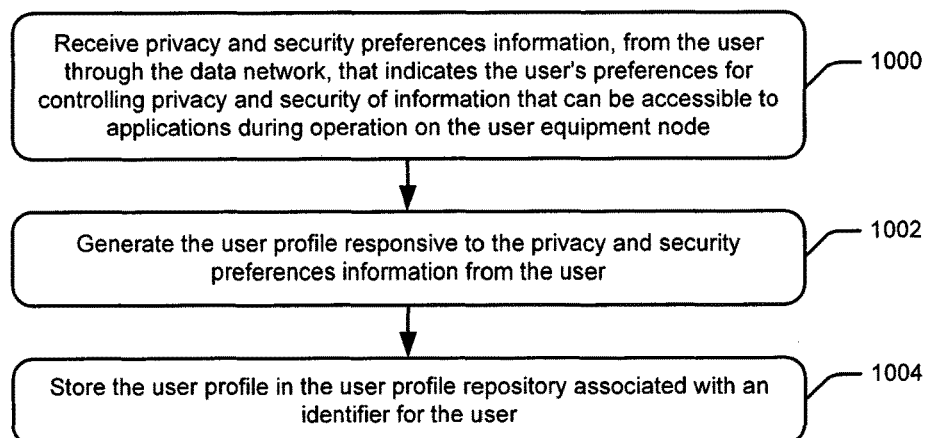 Receive privacy and security preferences information, from the user
through the data network, that indicates the user's preferences for
controlling privacy and security of information that can be accessible to
applications during operation on the user equipment node
1000
Generate the user profile responsive to the privacy and security
preferences information from the user
1002
Store the user profile in the user profile repository associated with an
identifier for the user
1004